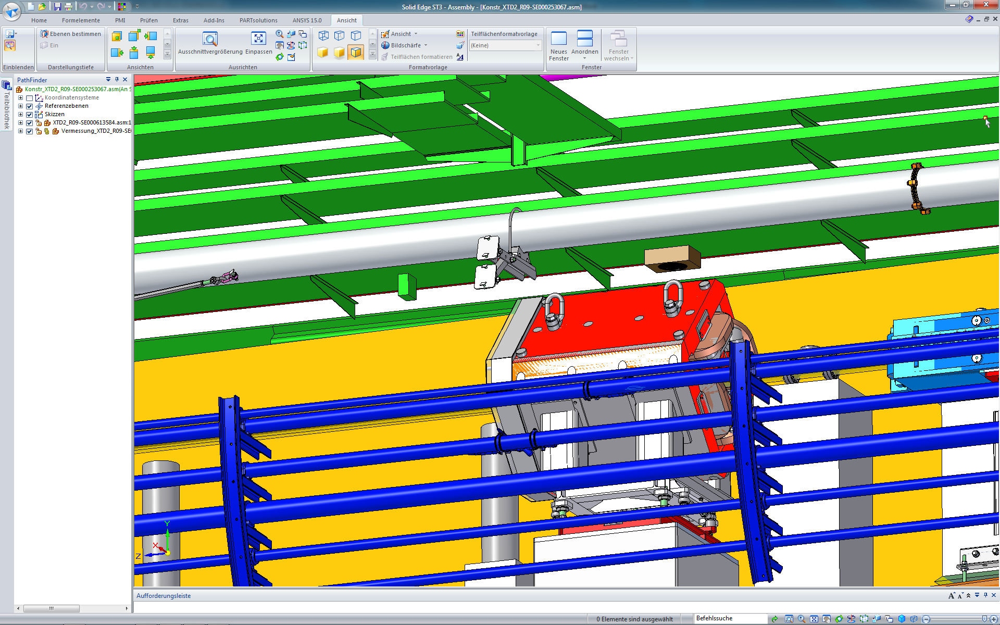 Solid Edge ST3 - Assembly - [Konstr_XTD2_R09-SE000253067.asm]
Home Formelemente PMI Prüfen Extras Add-Ins PARTsolutions ANSYS 15.0 Ansicht
Ebenen bestimmen
Ein
Ausschnittvergrößerung Einpassen
Ansicht
Bildschärfe
Teilflächen formatieren
Teilflächenformatvorlage
(Keine)
Neues Fenster
Anordnen
Fenster wechseln
Einblenden Darstellungstiefe Ansichten Ausrichten Formatvorlage Fenster
Teilbibliothek
PathFinder
Konstr_XTD2_R09-SE000253067.asm(An S
Koordinatensysteme
Referenzebenen
Skizzen
XTD2_R09-SE000613584.asm:1
Vermessung_XTD2_R09-SE
Y
X
Z
Aufforderungsleiste
0 Elemente sind ausgewählt
Befehlssuche